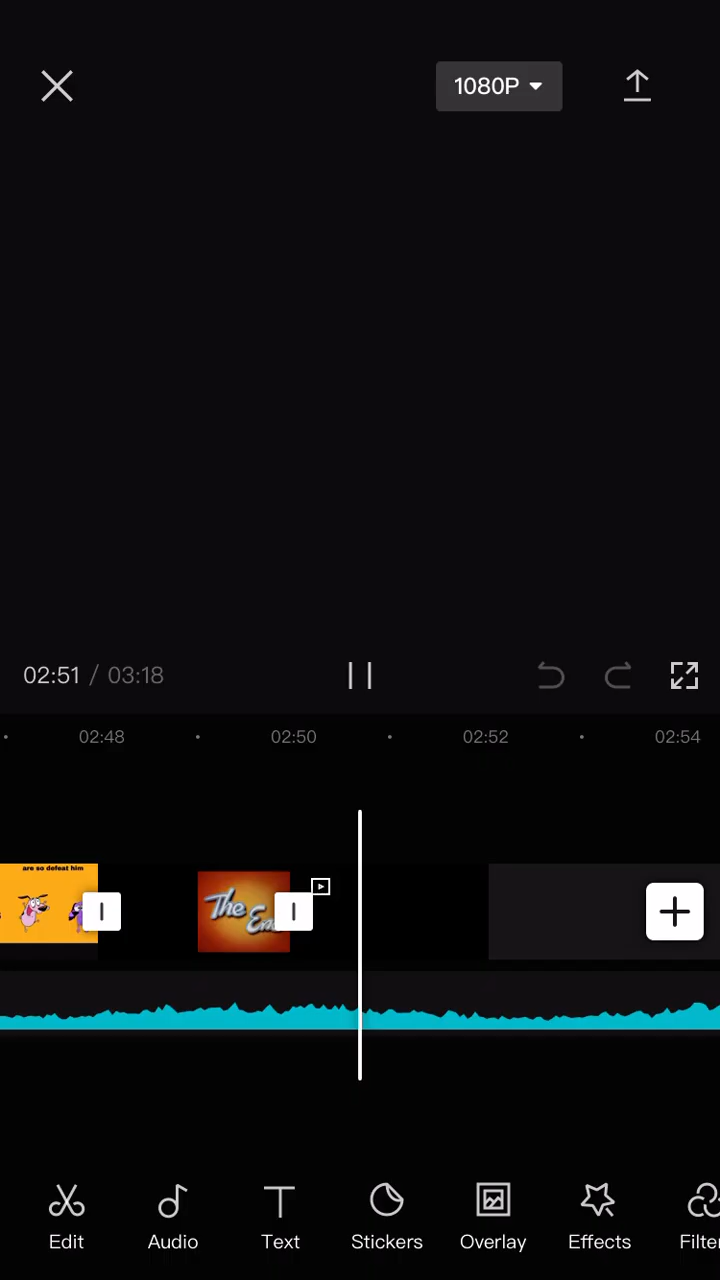 1080P
02:51 / 03:18
02:48 02:50 02:52 02:54
are so defeat him
The En
Edit Audio Text Stickers Overlay Effects Filter